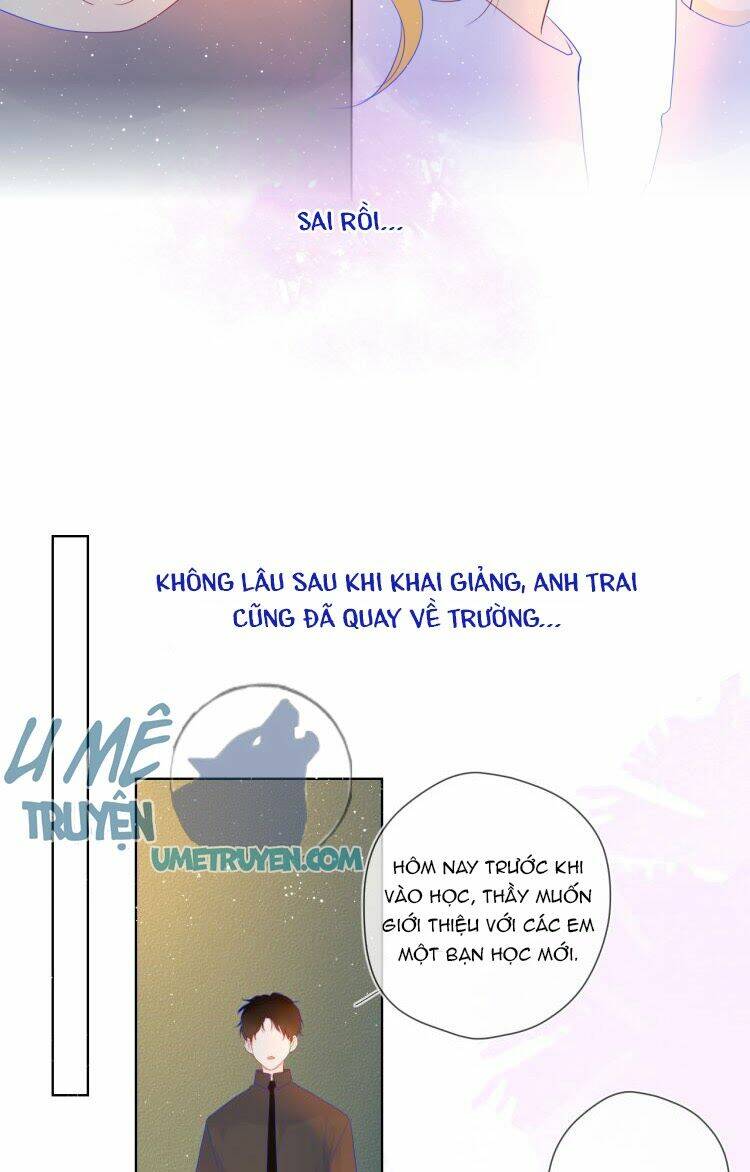 SAI RỒI...
KHÔNG LÂU SAU KHI KHAI GIẢNG, ANH TRAI
CŨNG ĐÃ QUAY VỀ TRƯỜNG...
U MÊ
TRUYỆN
UMETRUYEN.COM
HÔM NAY TRƯỚC KHI
VÀO HỌC, THẦY MUỐN
GIỚI THIỆU VỚI CÁC EM
MỘT BẠN HỌC MỚI.